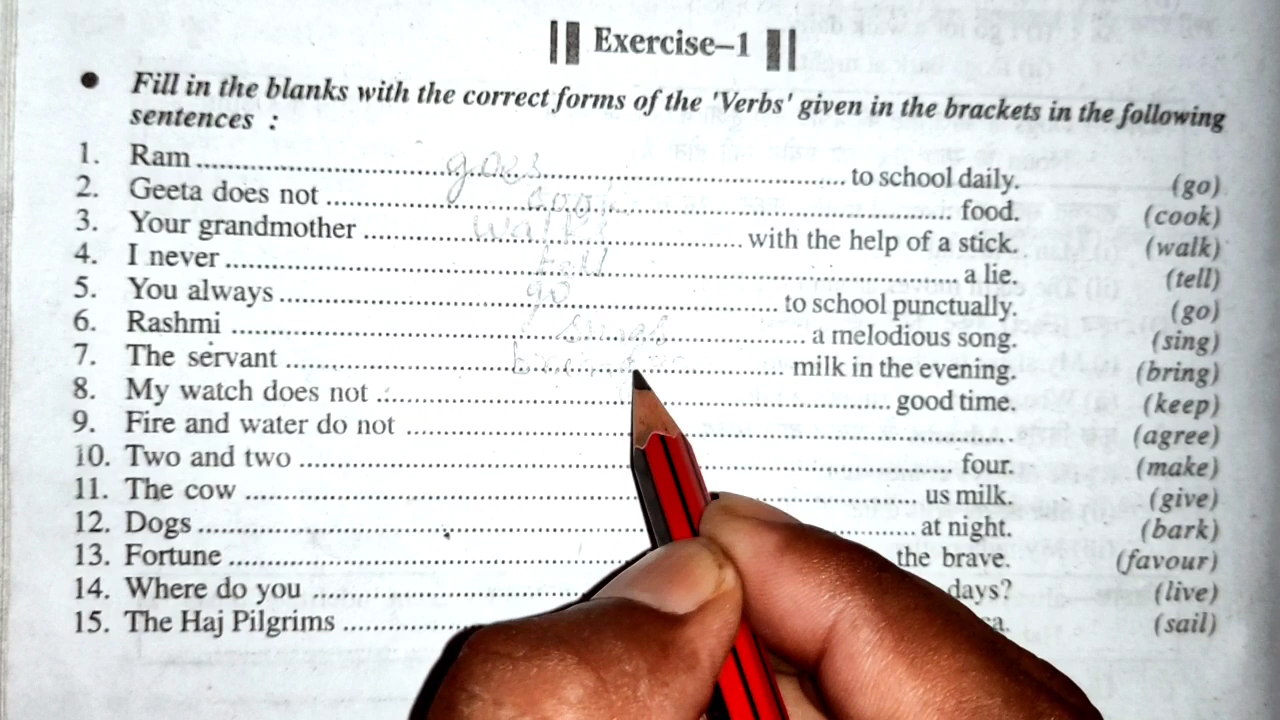 Exercise–1
● Fill in the blanks with the correct forms of the 'Verbs' given in the brackets in the following
sentences :
1. Ram ........ goes ........ to school daily. (go)
2. Geeta does not ........ cook ........ food. (cook)
3. Your grandmother ........ walks ........ with the help of a stick. (walk)
4. I never ........ tell ........ a lie. (tell)
5. You always ........ go ........ to school punctually. (go)
6. Rashmi ........ sings ........ a melodious song. (sing)
7. The servant ........ ........ milk in the evening. (bring)
8. My watch does not ........ good time. (keep)
9. Fire and water do not ........ (agree)
10. Two and two ........ four. (make)
11. The cow ........ us milk. (give)
12. Dogs ........ at night. (bark)
13. Fortune ........ the brave. (favour)
14. Where do you ........ days? (live)
15. The Haj Pilgrims ........ (sail)